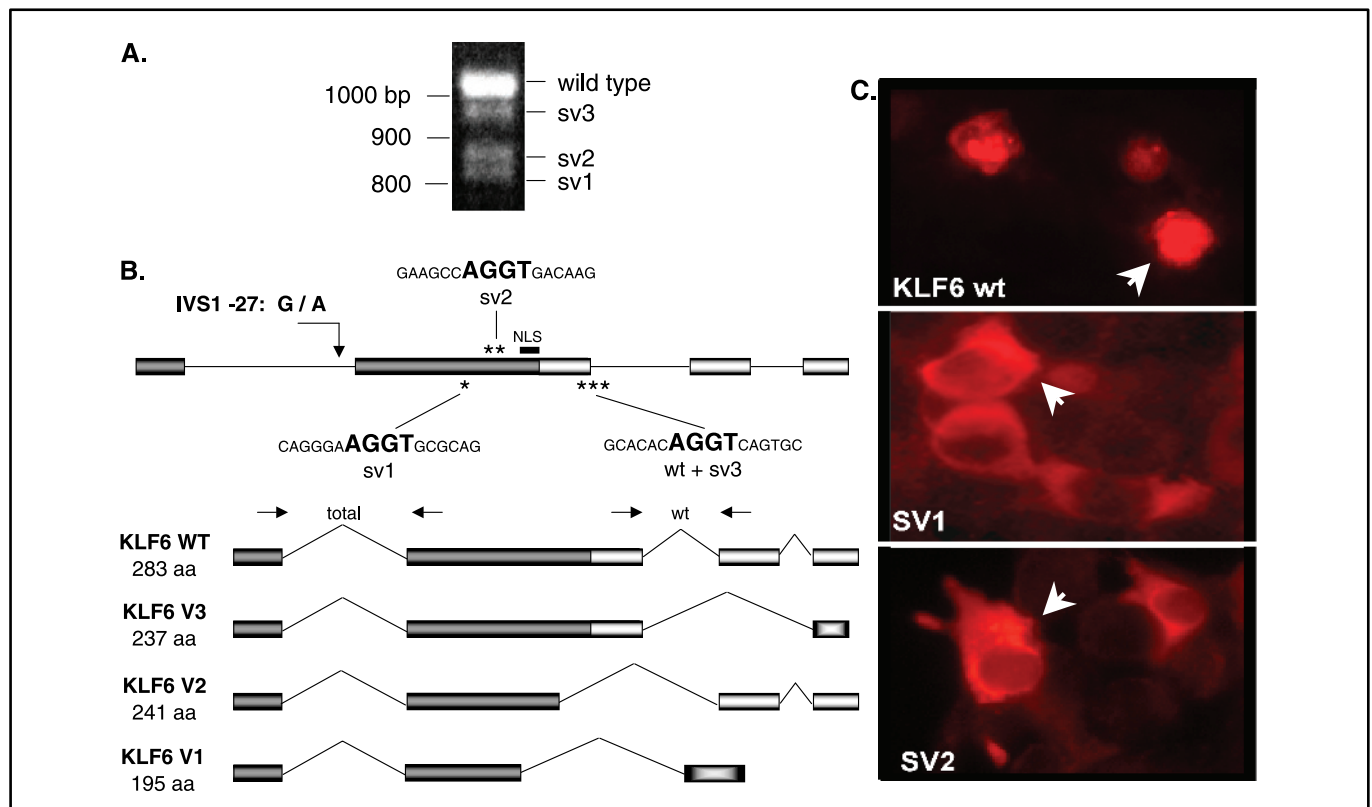 A.
wild type
1000 bp
sv3
900
sv2
800
sv1
B.
GAAGCCAGGTGACAAG
sv2
IVS1 -27: G / A
NLS
**
*
***
CAGGGAAGGTGCGCAG
sv1
GCACACAGGTCAGTGC
wt + sv3
total
wt
KLF6 WT
283 aa
KLF6 V3
237 aa
KLF6 V2
241 aa
KLF6 V1
195 aa
C.
KLF6 wt
SV1
SV2